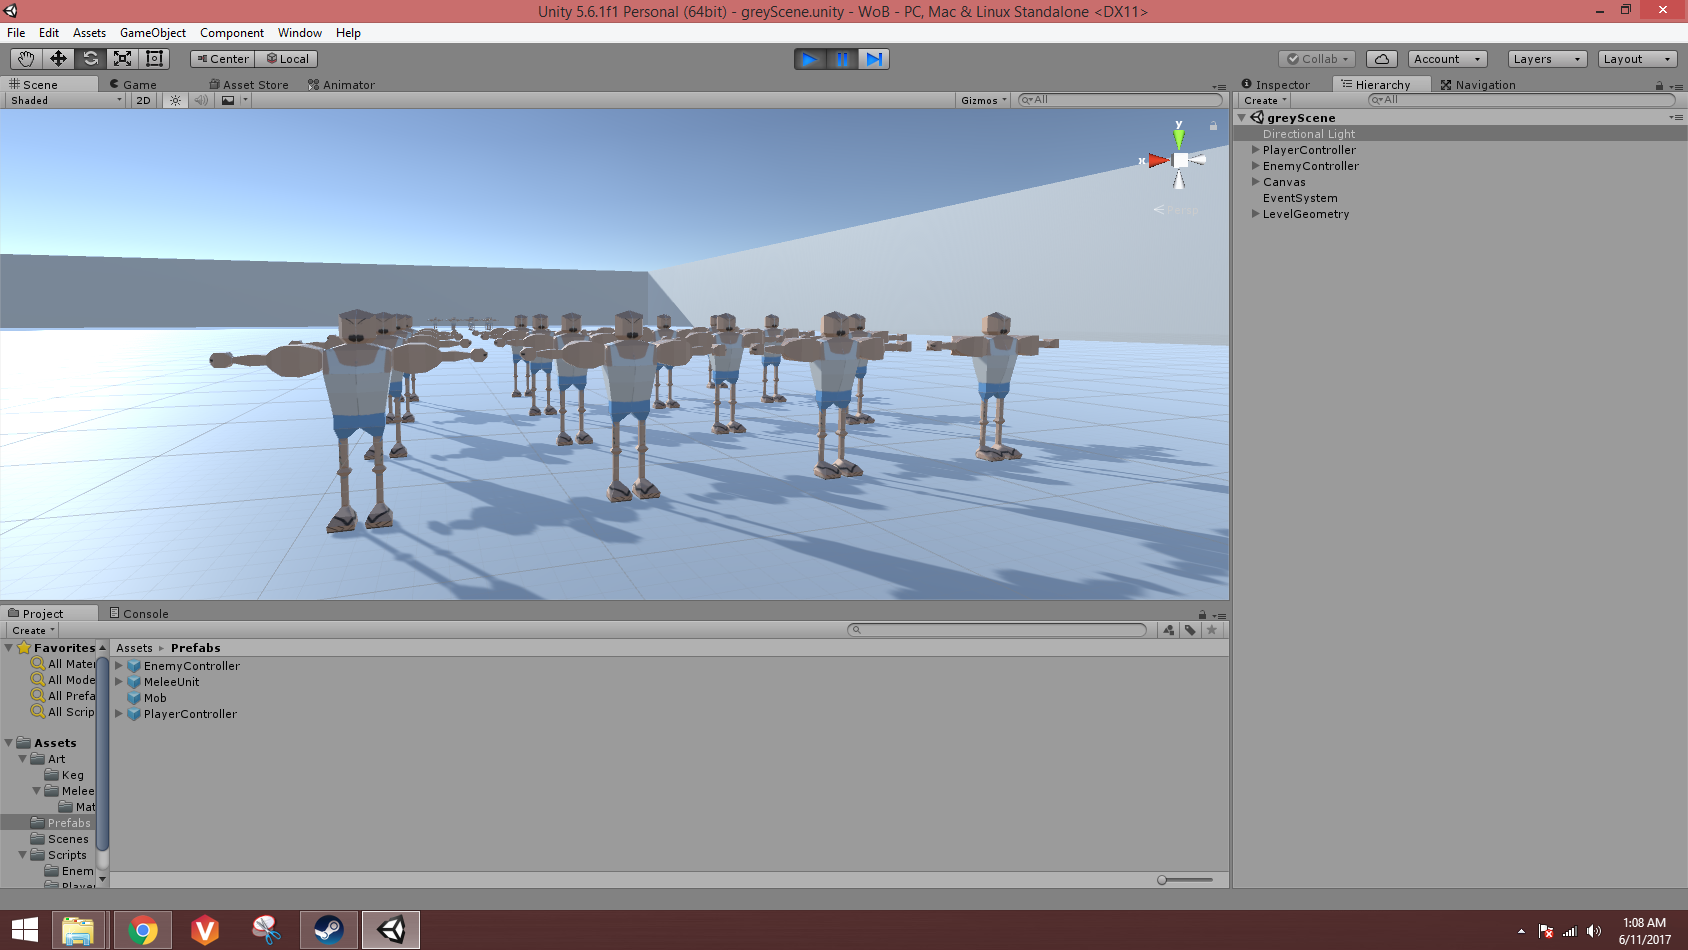 Unity 5.6.1f1 Personal (64bit) - greyScene.unity - WoB - PC, Mac & Linux Standalone <DX11>
File Edit Assets GameObject Component Window Help
Center Local Collab Account Layers Layout
Scene Game Asset Store Animator
Shaded 2D Gizmos All
y
x
Persp
Inspector Hierarchy Navigation
Create All
greyScene
Directional Light
PlayerController
EnemyController
Canvas
EventSystem
LevelGeometry
Project Console
Create
Favorites
All Mater
All Mode
All Prefa
All Scrip
Assets
Art
Keg
Melee
Mat
Prefabs
Scenes
Scripts
Enem
Player
Assets Prefabs
EnemyController
MeleeUnit
Mob
PlayerController
1:08 AM
6/11/2017